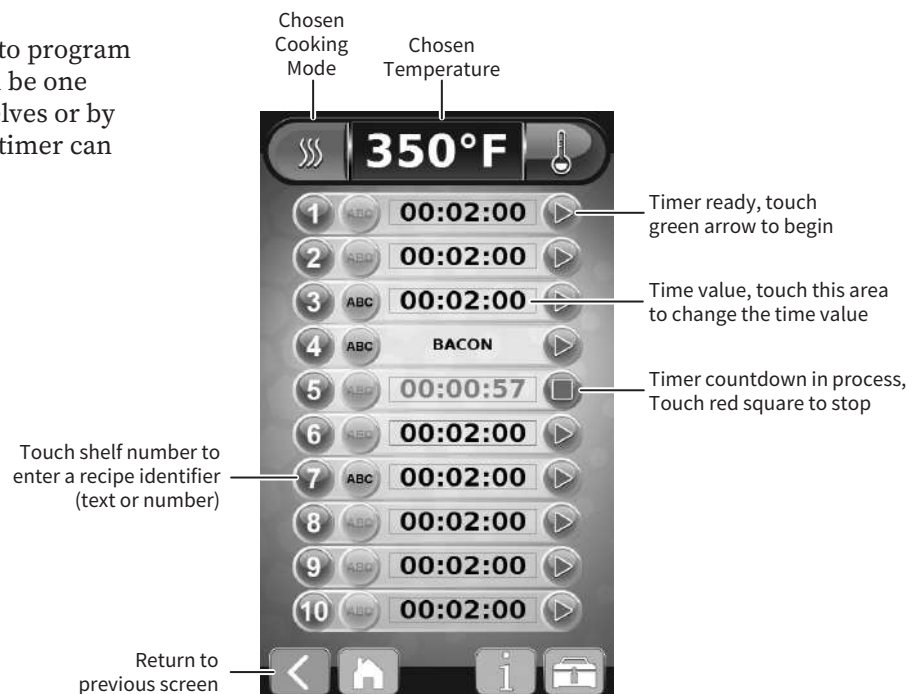 to program
be one
elves or by
timer can
Chosen
Cooking
Mode
Chosen
Temperature
350°F
1 ABC 00:02:00
2 ABC 00:02:00
3 ABC 00:02:00
4 ABC BACON
5 ABC 00:00:57
6 ABC 00:02:00
7 ABC 00:02:00
8 ABC 00:02:00
9 ABC 00:02:00
10 ABC 00:02:00
i
Timer ready, touch
green arrow to begin
Time value, touch this area
to change the time value
Timer countdown in process,
Touch red square to stop
Touch shelf number to
enter a recipe identifier
(text or number)
Return to
previous screen